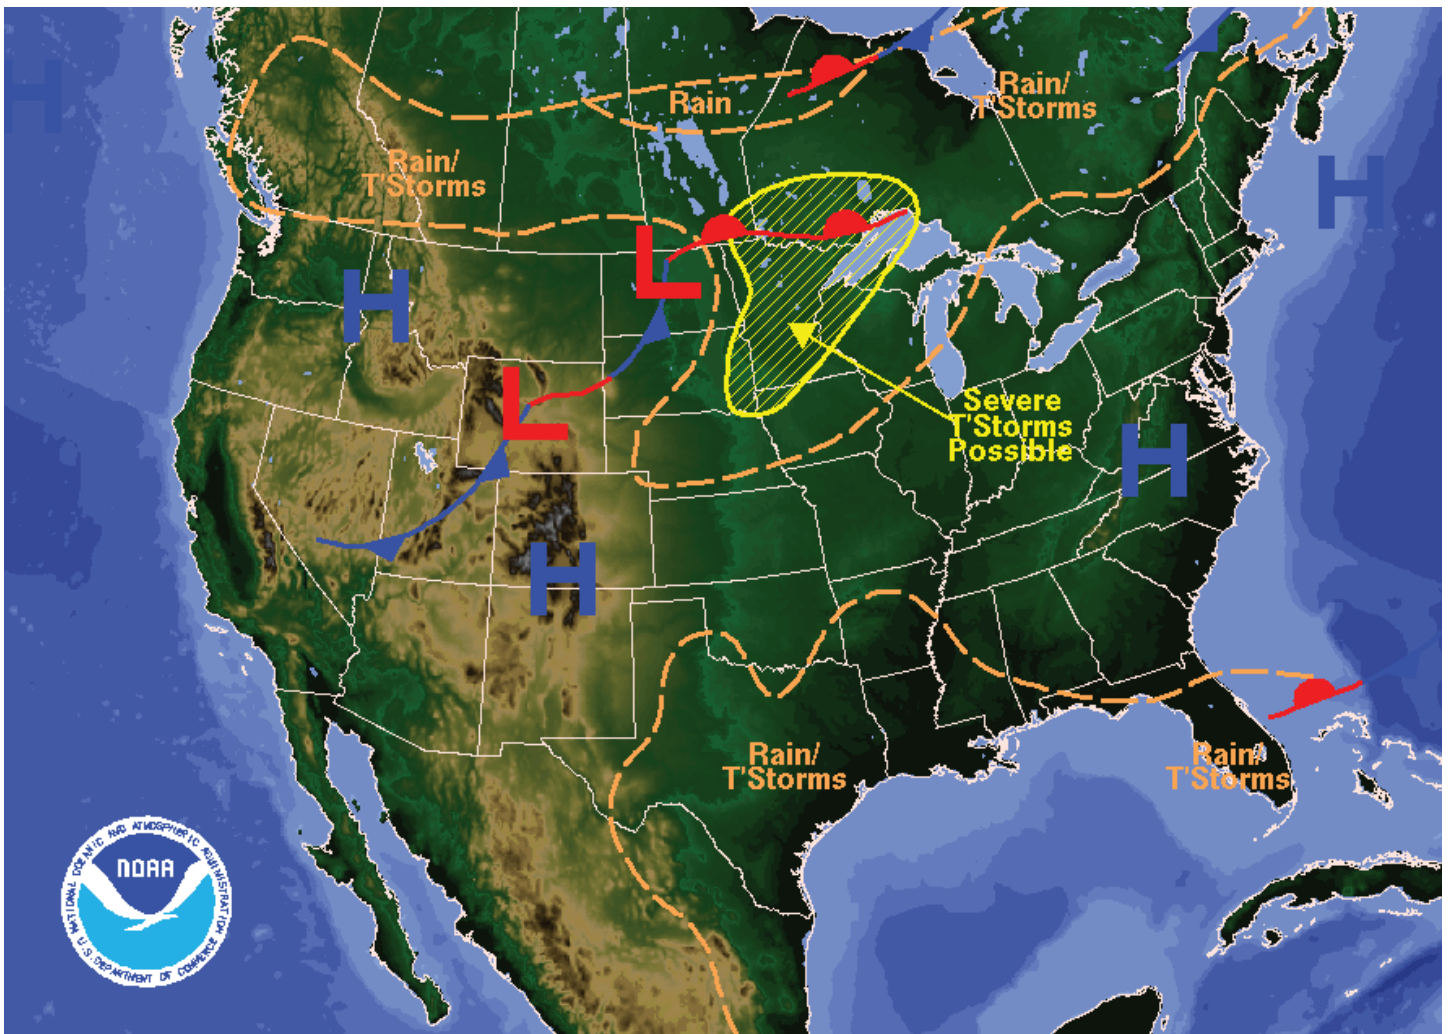 H
Rain
Rain/
T'Storms
Rain/
T'Storms
H
L
H
L
Severe
T'Storms
Possible
H
H
Rain/
T'Storms
Rain/
T'Storms
NATIONAL OCEANIC AND ATMOSPHERIC ADMINISTRATION
NOAA
U.S. DEPARTMENT OF COMMERCE